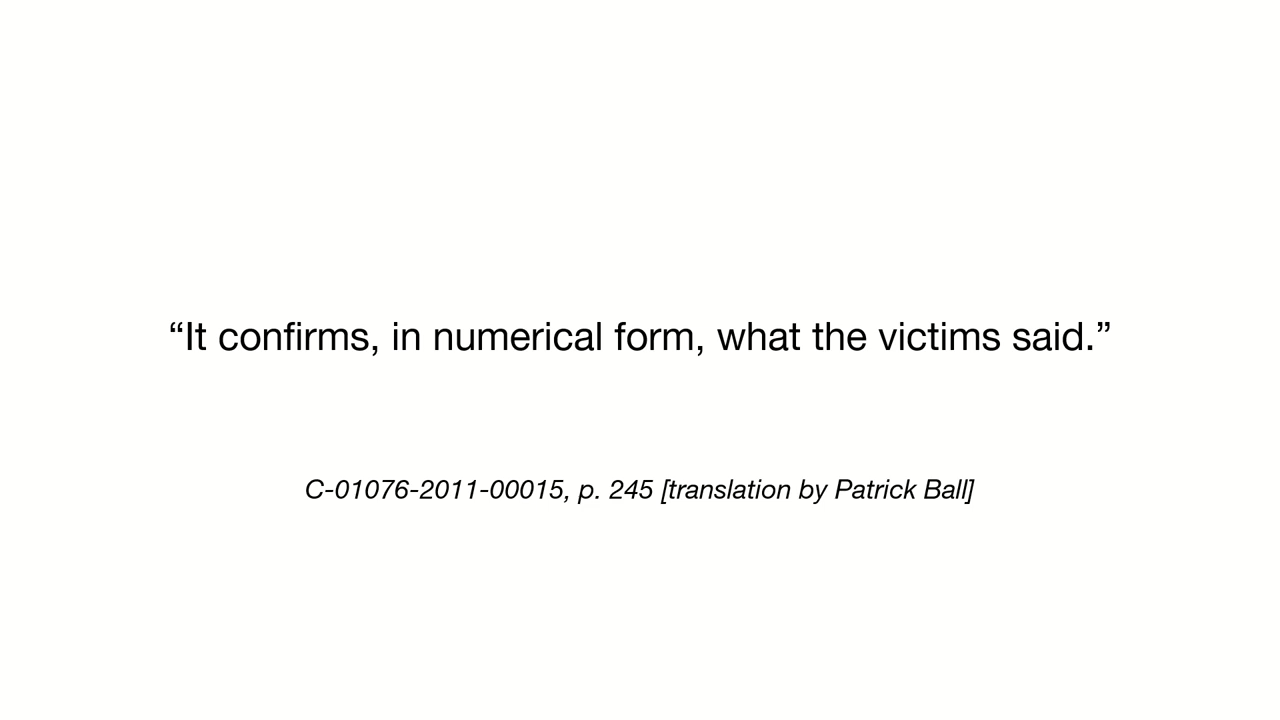 “It confirms, in numerical form, what the victims said.”
C-01076-2011-00015, p. 245 [translation by Patrick Ball]